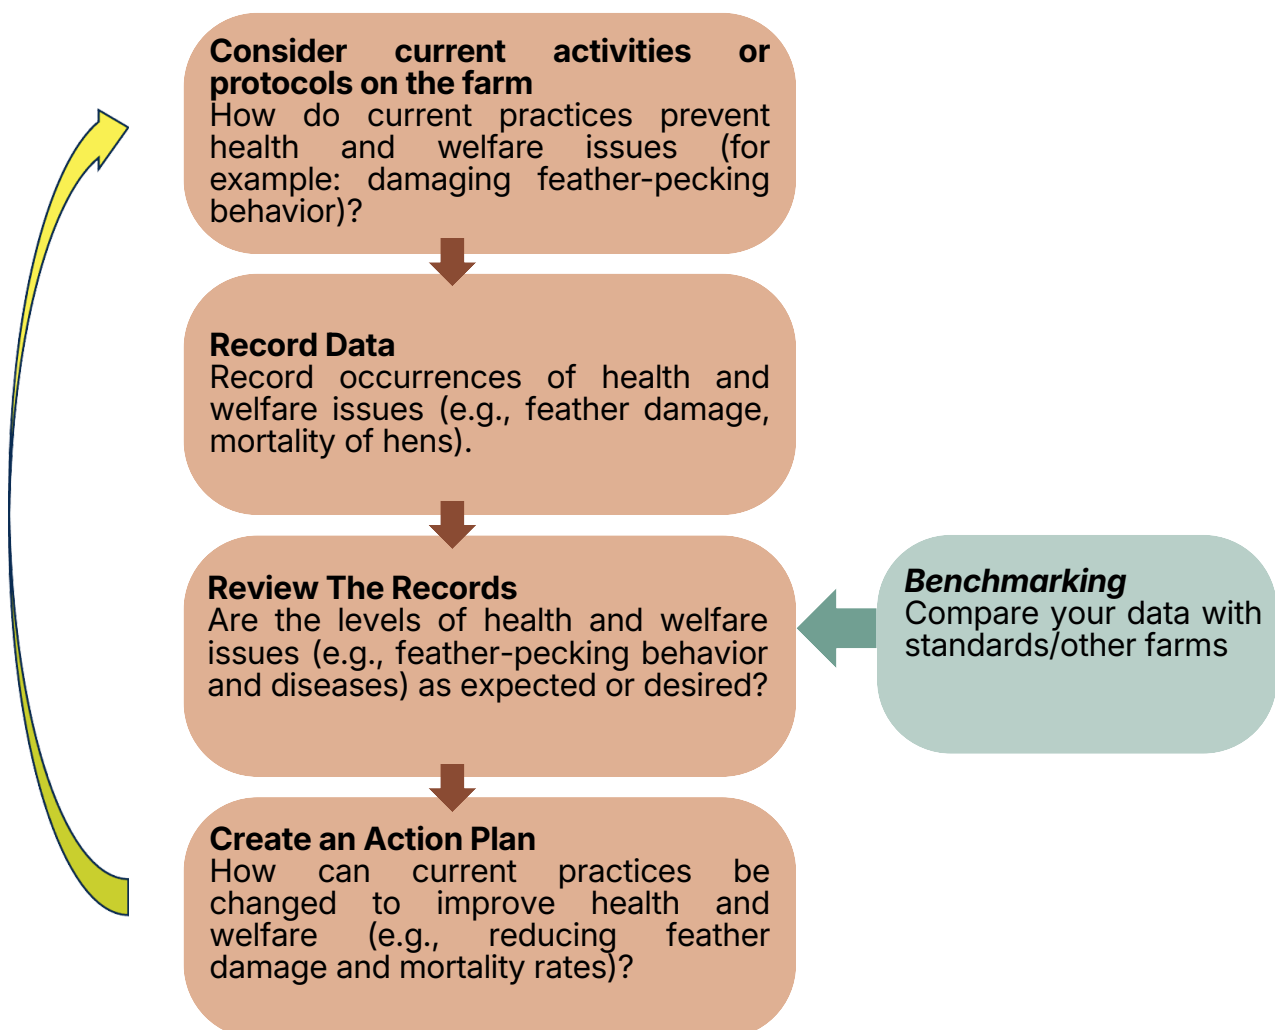 Consider current activities or
protocols on the farm
How do current practices prevent
health and welfare issues (for
example: damaging feather-pecking
behavior)?
Record Data
Record occurrences of health and
welfare issues (e.g., feather damage,
mortality of hens).
Review The Records
Are the levels of health and welfare
issues (e.g., feather-pecking behavior
and diseases) as expected or desired?
Benchmarking
Compare your data with
standards/other farms
Create an Action Plan
How can current practices be
changed to improve health and
welfare (e.g., reducing feather
damage and mortality rates)?